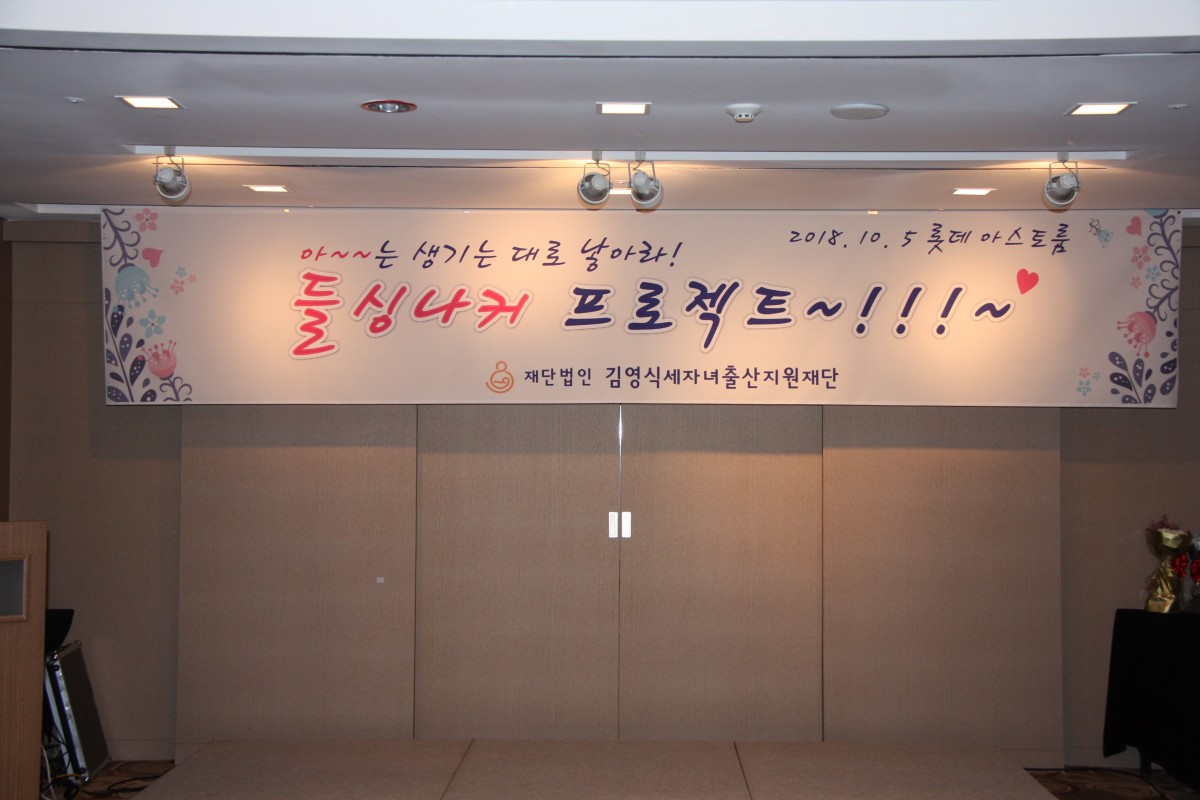 2018. 10. 5 롯데 아스토룸
아~~~는 생기는 대로 낳아라!
들싱나커 프로젝트~!!!~
재단법인 김영식세자녀출산지원재단